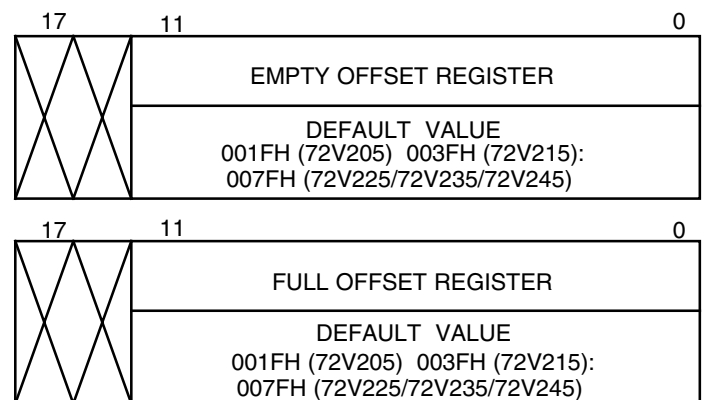 17 11 0
EMPTY OFFSET REGISTER
DEFAULT VALUE
001FH (72V205) 003FH (72V215):
007FH (72V225/72V235/72V245)
17 11 0
FULL OFFSET REGISTER
DEFAULT VALUE
001FH (72V205) 003FH (72V215):
007FH (72V225/72V235/72V245)